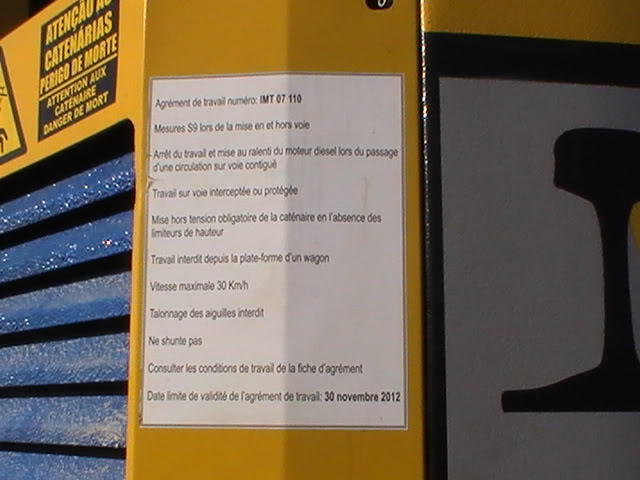 ATENÇÃO AS
CATENÁRIAS
PERIGO DE MORTE
ATTENTION AUX
CATENAIRE
DANGER DE MORT
Agrément de travail numéro: IMT 07 110
Mesures S9 lors de la mise en et hors voie
Arrêt du travail et mise au ralenti du moteur diesel lors du passage
d'une circulation sur voie contiguë
Travail sur voie interceptée ou protégée
Mise hors tension obligatoire de la caténaire en l'absence des
limiteurs de hauteur
Travail interdit depuis la plate-forme d'un wagon
Vitesse maximale 30 Km/h
Talonnage des aiguilles interdit
Ne shunte pas
Consulter les conditions de travail de la fiche d'agrément
Date limite de validité de l'agrément de travail: 30 novembre 2012